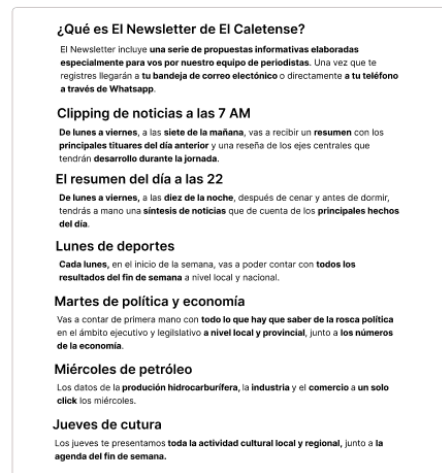 ¿Qué es El Newsletter de El Caletense?
El Newsletter incluye una serie de propuestas informativas elaboradas
especialmente para vos por nuestro equipo de periodistas. Una vez que te
registres llegarán a tu bandeja de correo electónico o directamente a tu teléfono
a través de Whatsapp.
Clipping de noticias a las 7 AM
De lunes a viernes, a las siete de la mañana, vas a recibir un resumen con los
principales tituares del día anterior y una reseña de los ejes centrales que
tendrán desarrollo durante la jornada.
El resumen del día a las 22
De lunes a viernes, a las diez de la noche, después de cenar y antes de dormir,
tendrás a mano una síntesis de noticias que de cuenta de los principales hechos
del día.
Lunes de deportes
Cada lunes, en el inicio de la semana, vas a poder contar con todos los
resultados del fin de semana a nivel local y nacional.
Martes de política y economía
Vas a contar de primera mano con todo lo que hay que saber de la rosca política
en el ámbito ejecutivo y legilslativo a nivel local y provincial, junto a los números
de la economía.
Miércoles de petróleo
Los datos de la produción hidrocarburífera, la industria y el comercio a un solo
click los miércoles.
Jueves de cutura
Los jueves te presentamos toda la actividad cultural local y regional, junto a la
agenda del fin de semana.